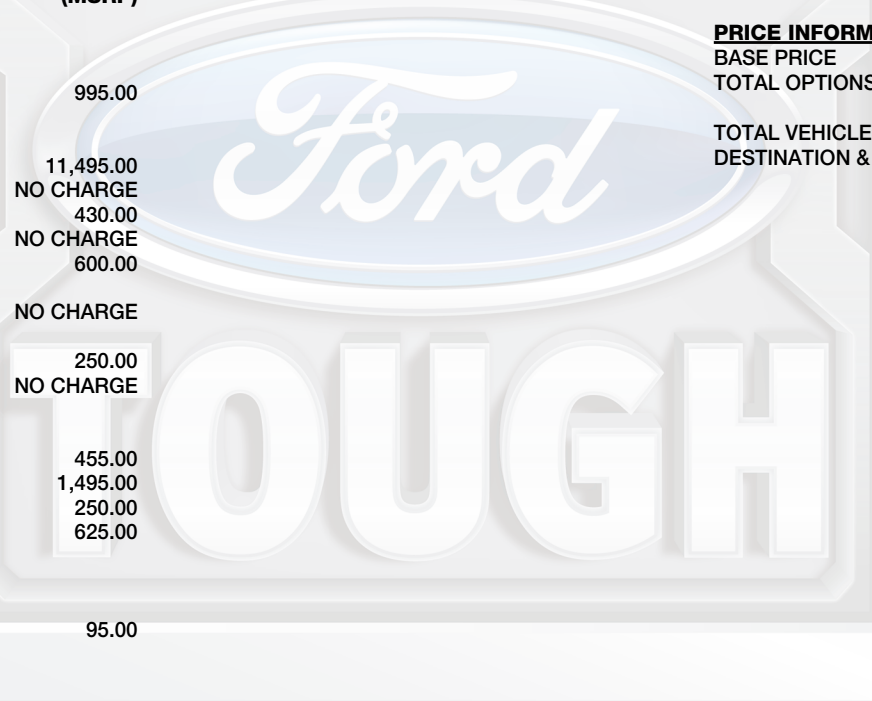 (MSRP)
995.00
11,495.00
NO CHARGE
430.00
NO CHARGE
600.00
NO CHARGE
250.00
NO CHARGE
455.00
1,495.00
250.00
625.00
95.00
PRICE INFORM
BASE PRICE
TOTAL OPTIONS
TOTAL VEHICLE
DESTINATION &
Ford
TOUGH